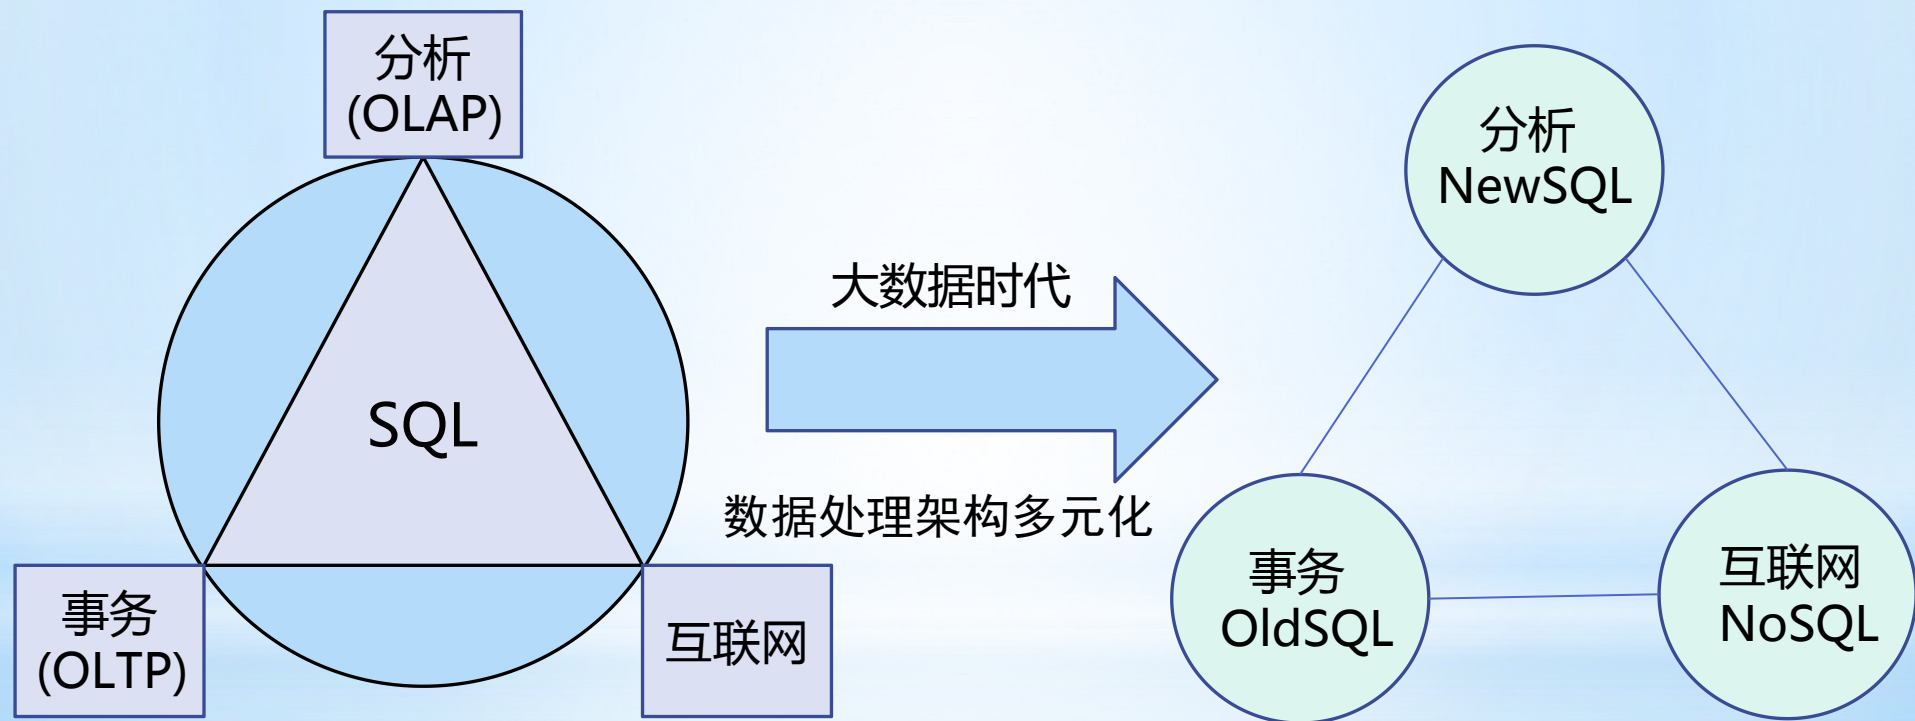 分析
(OLAP)
SQL
事务
(OLTP)
互联网
大数据时代
数据处理架构多元化
分析
NewSQL
事务
OldSQL
互联网
NoSQL